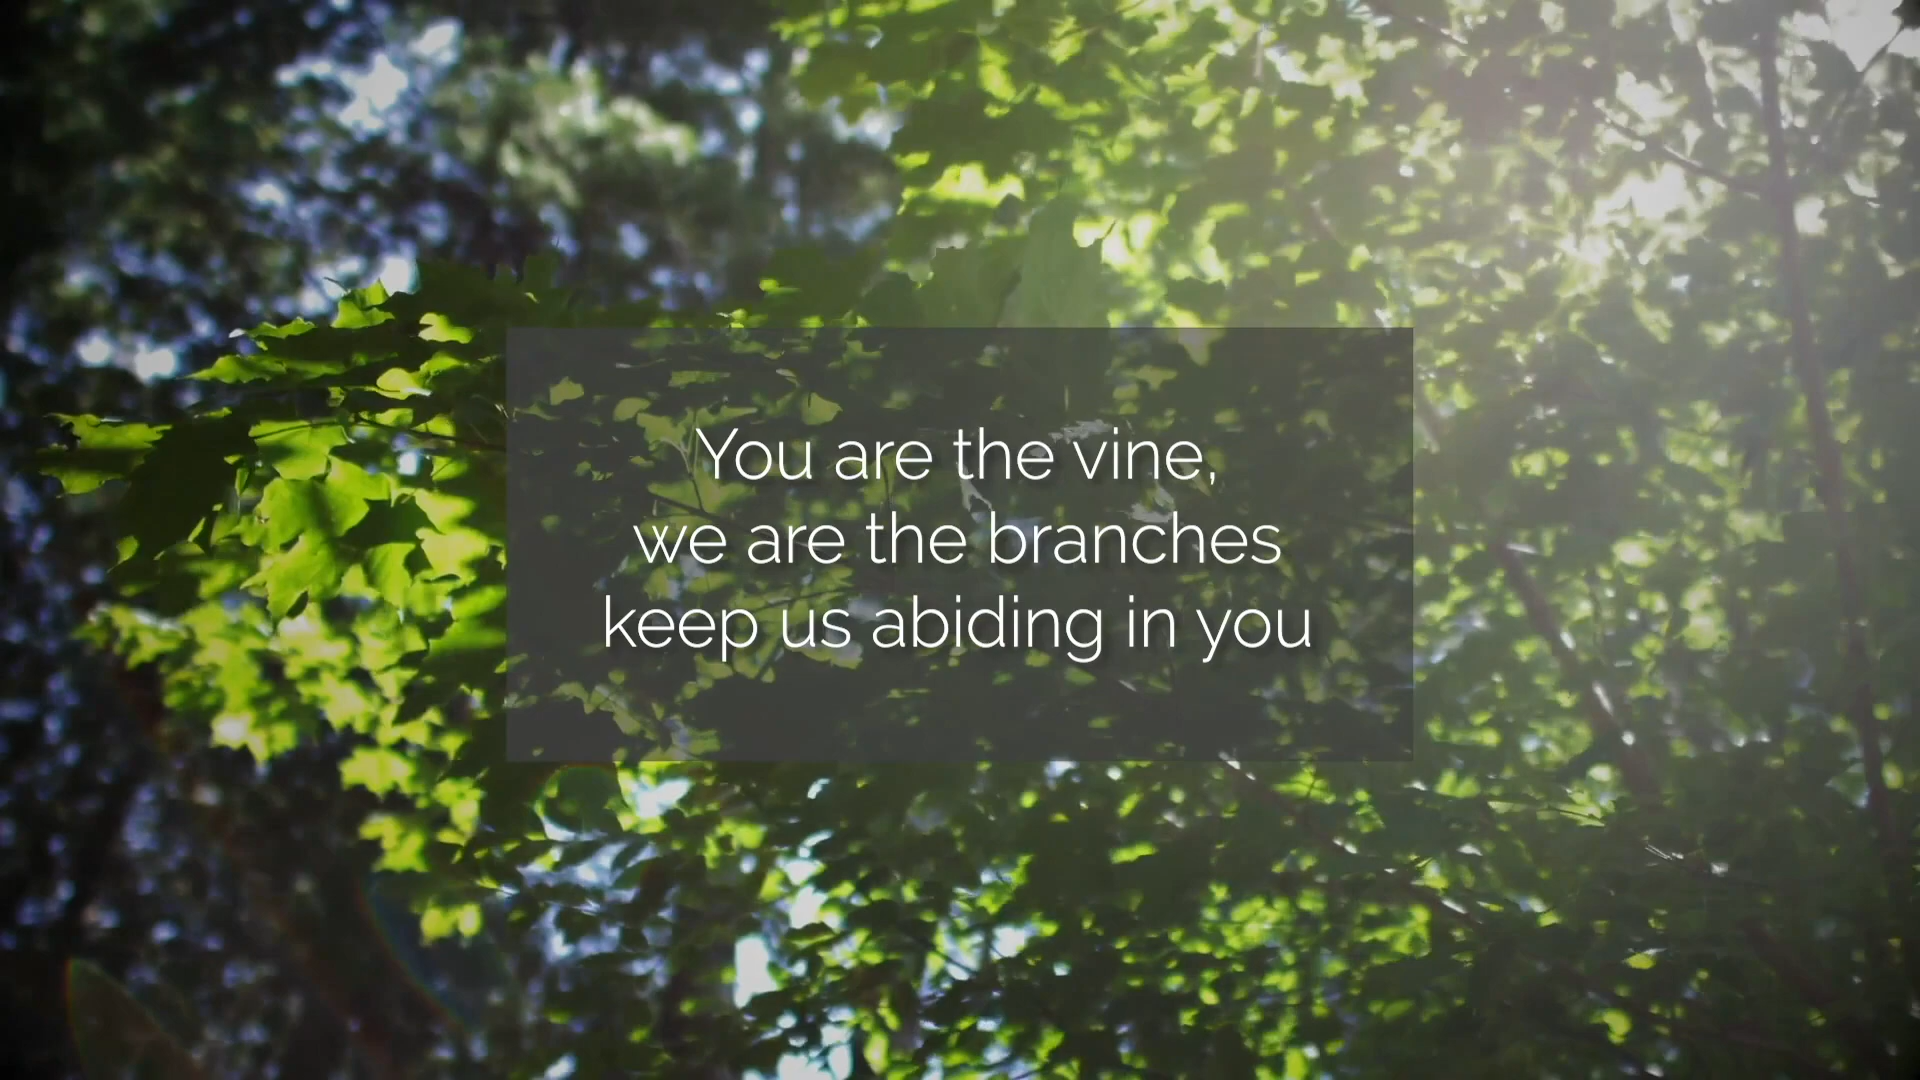 You are the vine,
we are the branches
keep us abiding in you